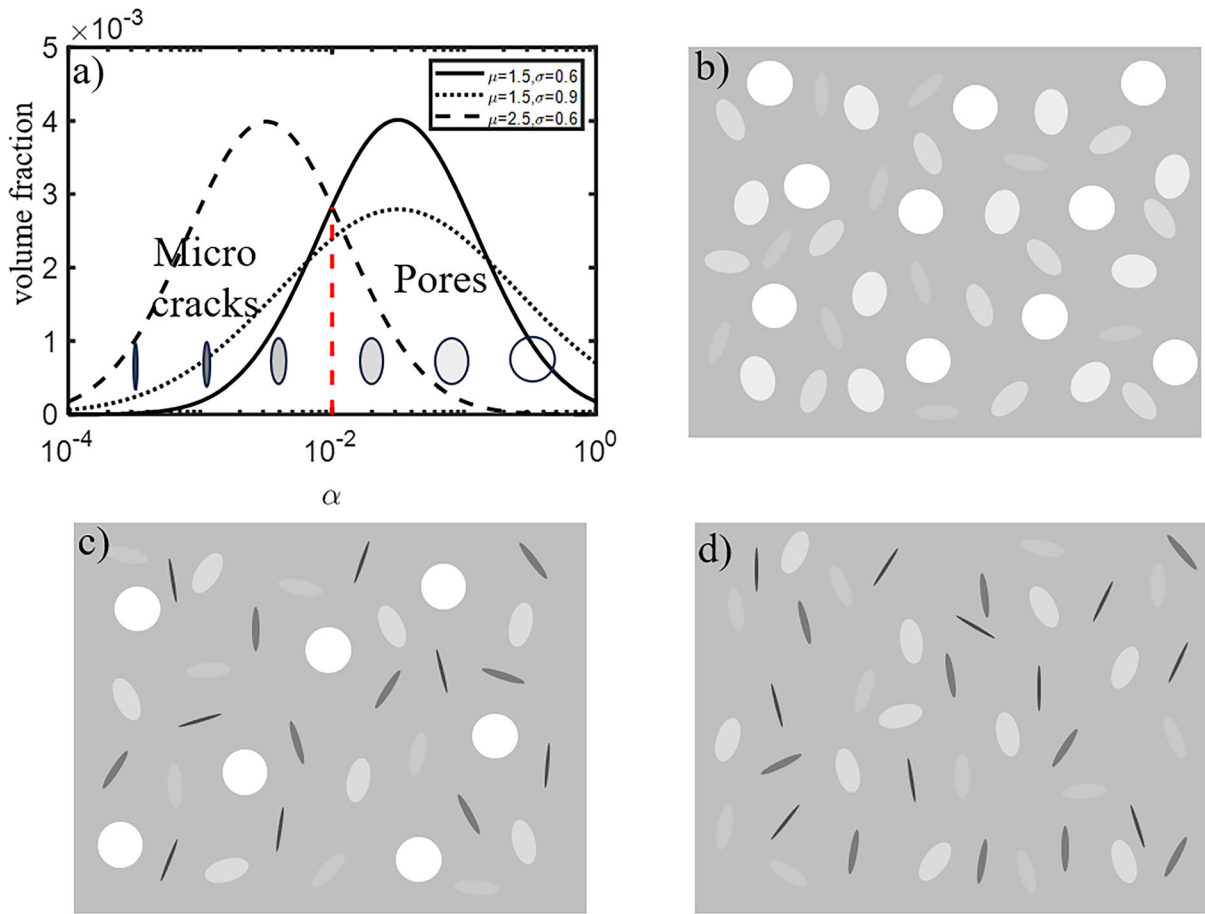 ×10⁻³
5
4
3
2
1
0
volume fraction
a)
μ=1.5,σ=0.6
μ=1.5,σ=0.9
μ=2.5,σ=0.6
Micro
cracks
Pores
10⁻⁴
10⁻²
10⁰
α
b)
c)
d)